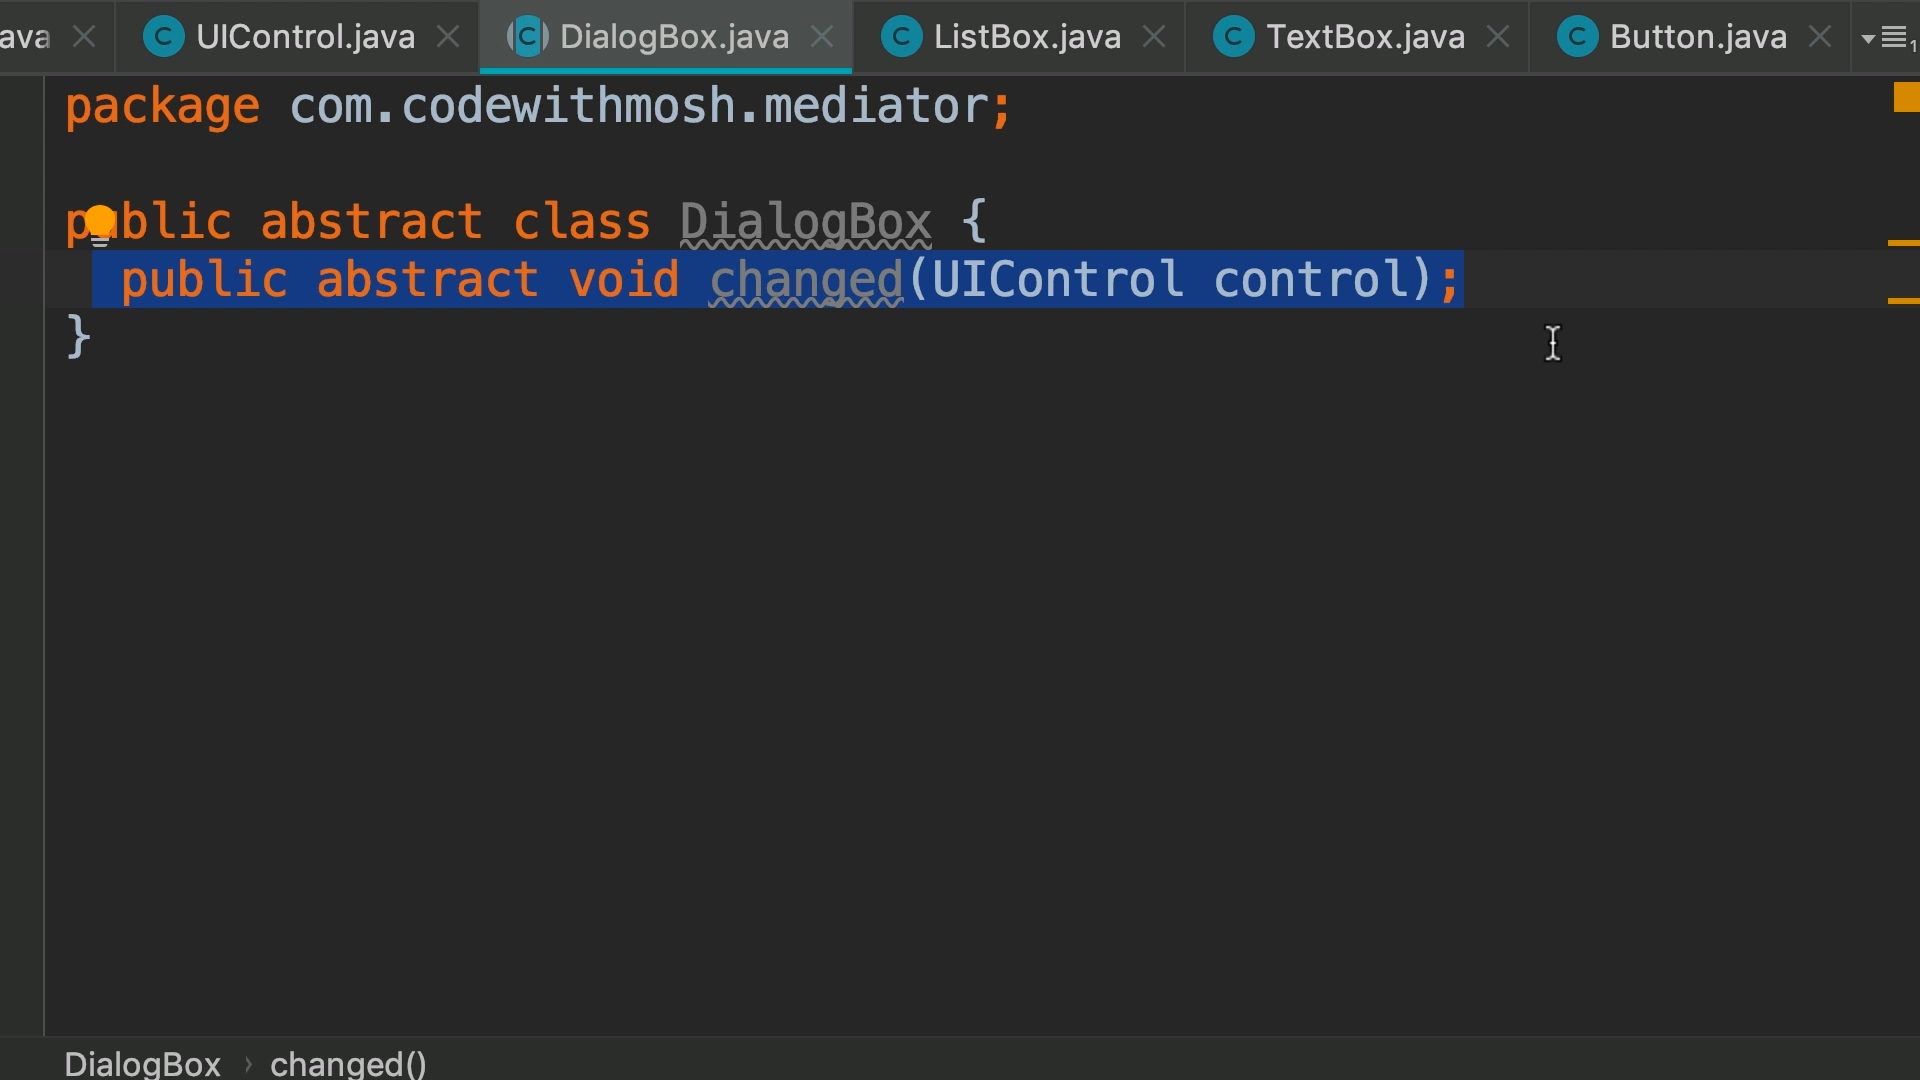 ava UIControl.java DialogBox.java ListBox.java TextBox.java Button.java
package com.codewithmosh.mediator;
public abstract class DialogBox {
public abstract void changed(UIControl control);
}
DialogBox › changed()